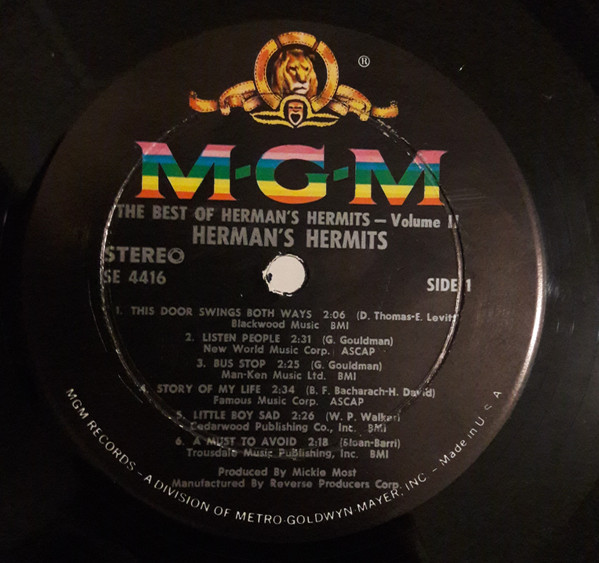 ®
M-G-M
THE BEST OF HERMAN'S HERMITS — Volume II
HERMAN'S HERMITS
STEREO
SE 4416
SIDE 1
1. THIS DOOR SWINGS BOTH WAYS 2:06 (D. Thomas-E. Levitt)
Blackwood Music BMI
2. LISTEN PEOPLE 2:31 (G. Gouldman)
New World Music Corp. ASCAP
3. BUS STOP 2:25 (G. Gouldman)
Man-Ken Music Ltd. BMI
4. STORY OF MY LIFE 2:34 (B. F. Bacharach-H. David)
Famous Music Corp. ASCAP
5. LITTLE BOY SAD 2:26 (W. P. Walker)
Cedarwood Publishing Co., Inc. BMI
6. A MUST TO AVOID 2:18 (Sloan-Barri)
Trousdale Music Publishing, Inc. BMI
Produced By Mickie Most
Manufactured By Reverse Producers Corp.
MGM RECORDS – A DIVISION OF METRO-GOLDWYN-MAYER, INC. – Made in U.S.A